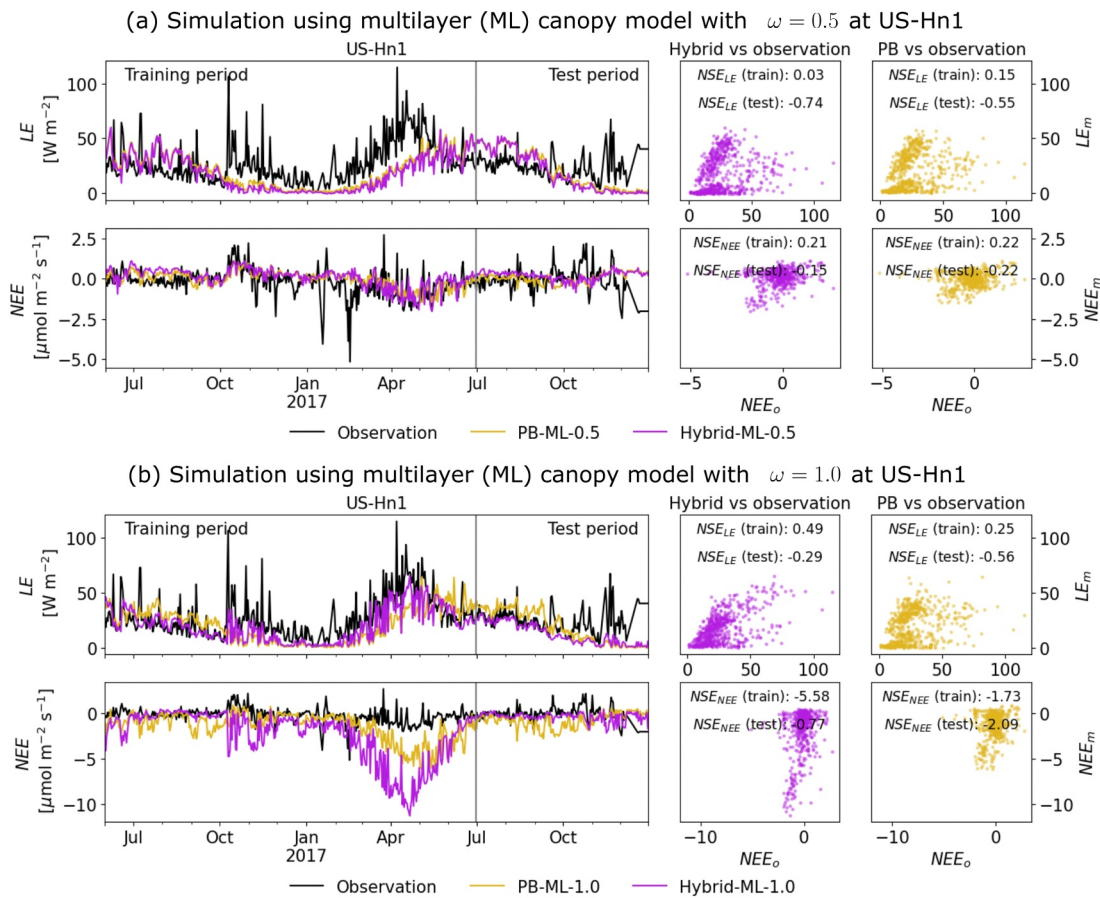 (a) Simulation using multilayer (ML) canopy model with ω = 0.5 at US-Hn1
US-Hn1
Hybrid vs observation
PB vs observation
Training period
Test period
LE
[W m⁻²]
100
50
0
NSE_LE (train): 0.03
NSE_LE (test): -0.74
NSE_LE (train): 0.15
NSE_LE (test): -0.55
100
50
0
LE_m
0 50 100
0 50 100
NEE
[μmol m⁻² s⁻¹]
2.5
0.0
−2.5
−5.0
NSE_NEE (train): 0.21
NSE_NEE (test): -0.15
NSE_NEE (train): 0.22
NSE_NEE (test): -0.22
2.5
0.0
−2.5
−5.0
NEE_m
Jul Oct Jan Apr Jul Oct
2017
−5 0
−5 0
NEE_o
NEE_o
Observation PB-ML-0.5 Hybrid-ML-0.5
(b) Simulation using multilayer (ML) canopy model with ω = 1.0 at US-Hn1
US-Hn1
Hybrid vs observation
PB vs observation
Training period
Test period
LE
[W m⁻²]
100
50
0
NSE_LE (train): 0.49
NSE_LE (test): -0.29
NSE_LE (train): 0.25
NSE_LE (test): -0.56
100
50
0
LE_m
0 50 100
0 50 100
NEE
[μmol m⁻² s⁻¹]
0
−5
−10
NSE_NEE (train): -5.58
NSE_NEE (test): -0.77
NSE_NEE (train): -1.73
NSE_NEE (test): -2.09
0
−5
−10
NEE_m
Jul Oct Jan Apr Jul Oct
2017
−10 0
−10 0
NEE_o
NEE_o
Observation PB-ML-1.0 Hybrid-ML-1.0